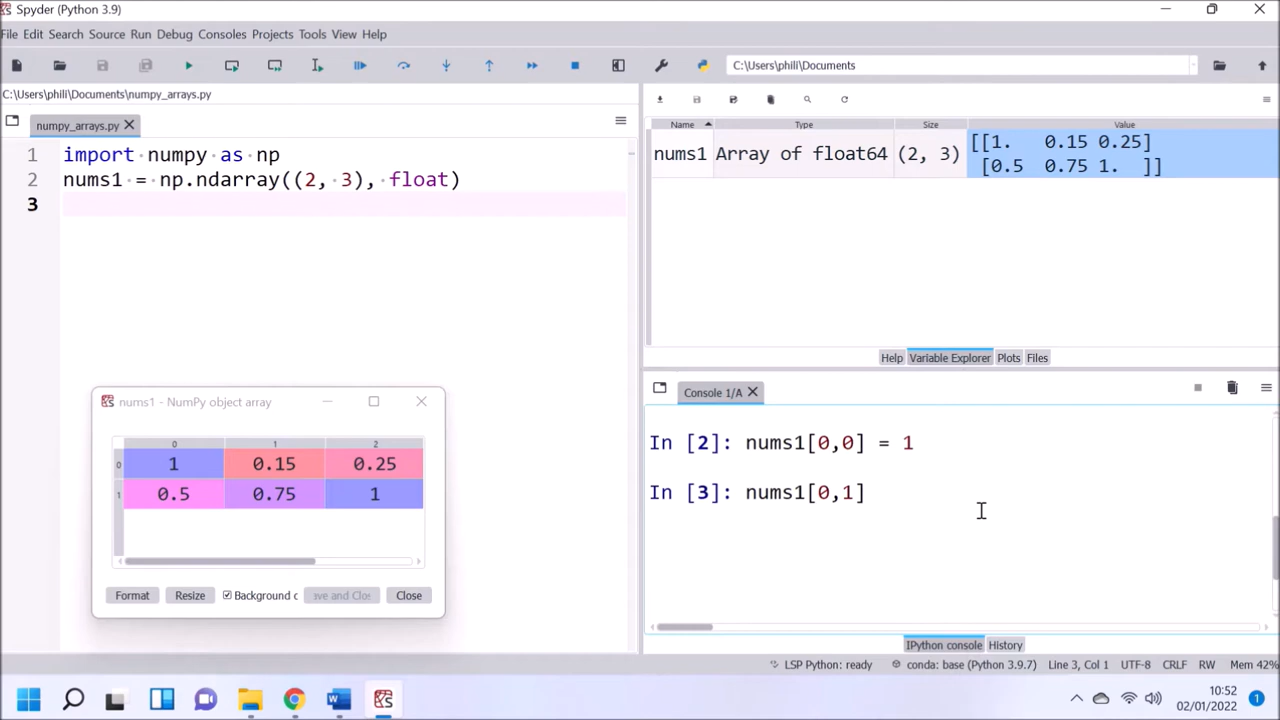 Spyder (Python 3.9)
File Edit Search Source Run Debug Consoles Projects Tools View Help
C:\Users\phili\Documents
C:\Users\phili\Documents\numpy_arrays.py
numpy_arrays.py
1 import numpy as np
2 nums1 = np.ndarray((2, 3), float)
3
Name Type Size Value
nums1 Array of float64 (2, 3) [[1. 0.15 0.25]
[0.5 0.75 1. ]]
Help Variable Explorer Plots Files
nums1 - NumPy object array
0 1 2
0 1 0.15 0.25
1 0.5 0.75 1
Format Resize Background c ave and Clo Close
Console 1/A
In [2]: nums1[0,0] = 1
In [3]: nums1[0,1]
IPython console History
LSP Python: ready conda: base (Python 3.9.7) Line 3, Col 1 UTF-8 CRLF RW Mem 42%
10:52
02/01/2022
1